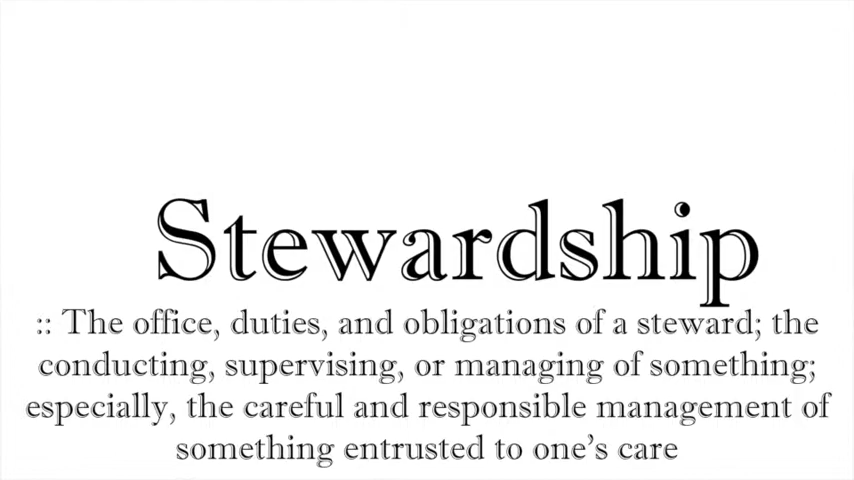 Stewardship
:: The office, duties, and obligations of a steward; the
conducting, supervising, or managing of something;
especially, the careful and responsible management of
something entrusted to one’s care